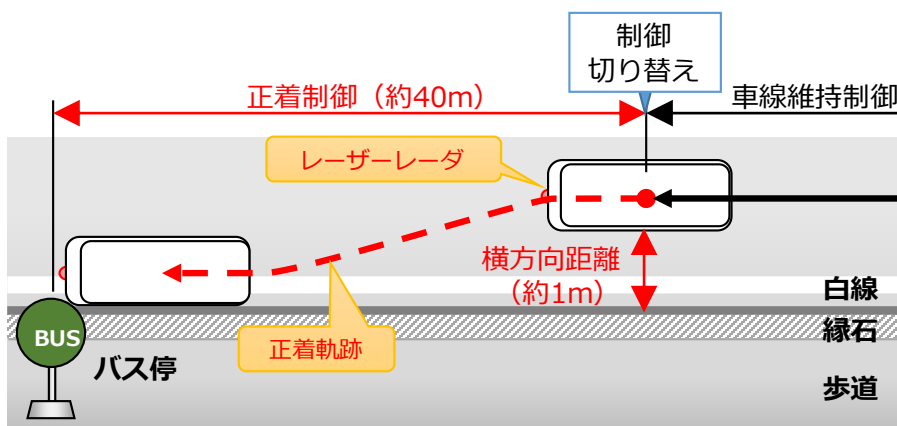 制御
切り替え
正着制御（約40m）
車線維持制御
レーザーレーダ
横方向距離
（約1m）
白線
縁石
BUS
正着軌跡
バス停
歩道